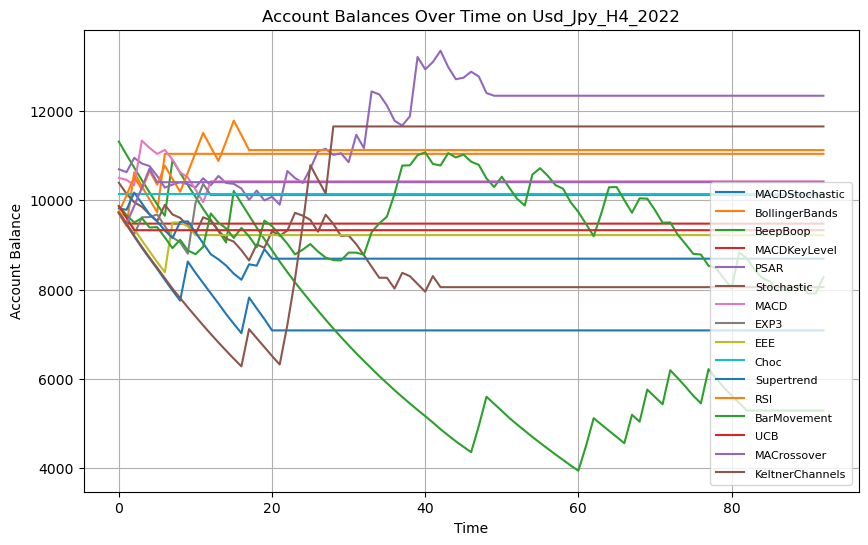 Account Balances Over Time on Usd_Jpy_H4_2022
Account Balance
12000
10000
8000
6000
4000
0
20
40
60
80
Time
MACDStochastic
BollingerBands
BeepBoop
MACDKeyLevel
PSAR
Stochastic
MACD
EXP3
EEE
Choc
Supertrend
RSI
BarMovement
UCB
MACrossover
KeltnerChannels